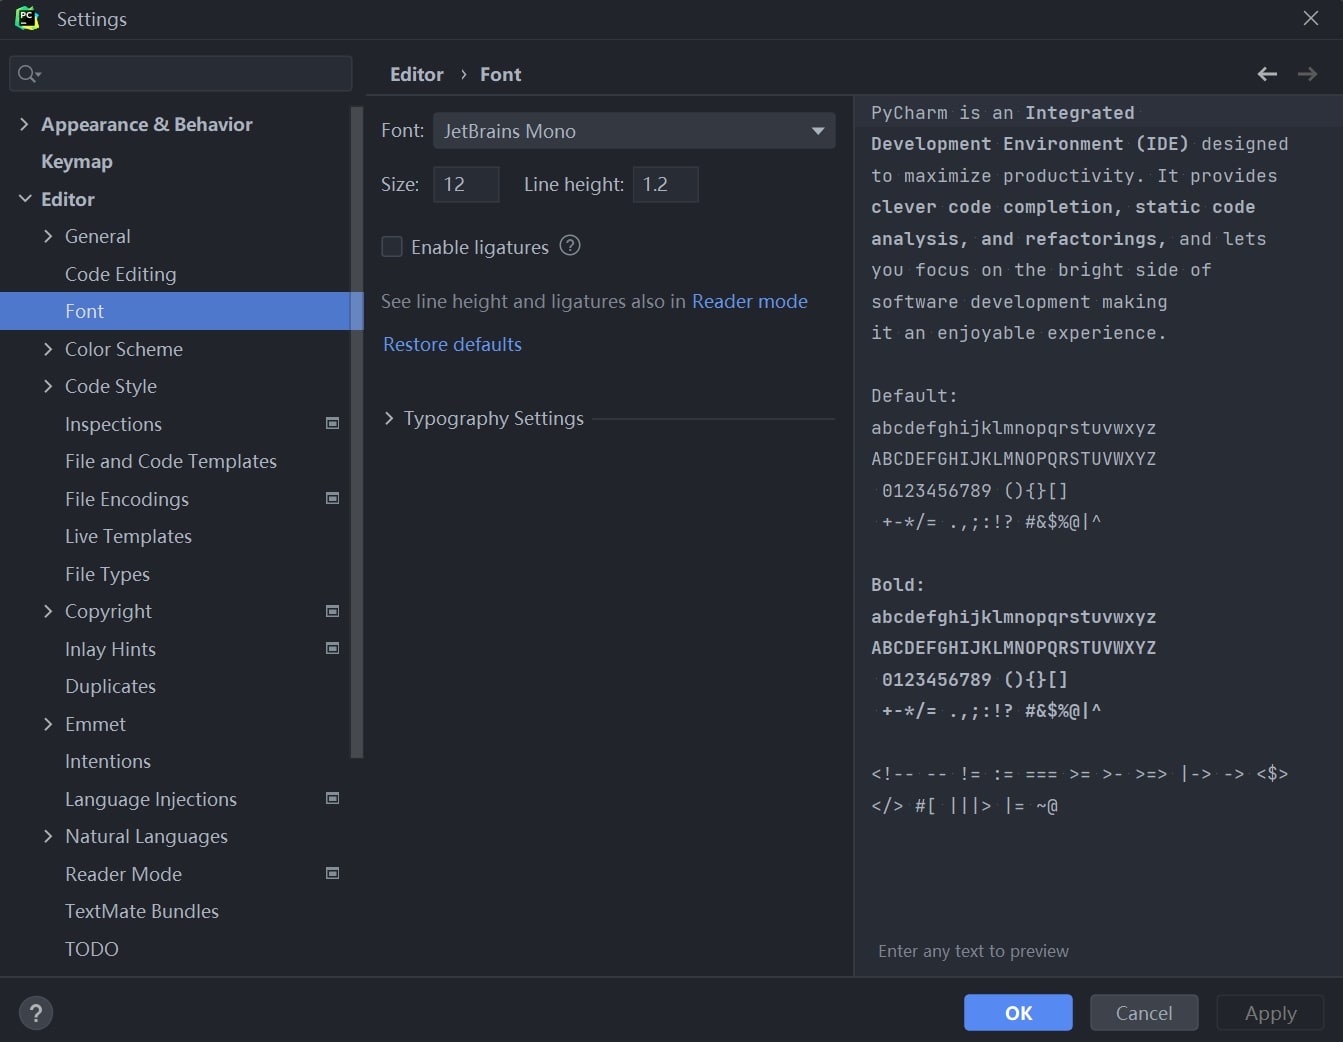 PC Settings
Appearance & Behavior
Keymap
Editor
General
Code Editing
Font
Color Scheme
Code Style
Inspections
File and Code Templates
File Encodings
Live Templates
File Types
Copyright
Inlay Hints
Duplicates
Emmet
Intentions
Language Injections
Natural Languages
Reader Mode
TextMate Bundles
TODO
Editor › Font
Font: JetBrains Mono
Size: 12 Line height: 1.2
Enable ligatures ?
See line height and ligatures also in Reader mode
Restore defaults
Typography Settings
PyCharm is an Integrated
Development Environment (IDE) designed
to maximize productivity. It provides
clever code completion, static code
analysis, and refactorings, and lets
you focus on the bright side of
software development making
it an enjoyable experience.
Default:
abcdefghijklmnopqrstuvwxyz
ABCDEFGHIJKLMNOPQRSTUVWXYZ
0123456789 (){}[]
+-*/= .,;:!? #&$%@|^
Bold:
abcdefghijklmnopqrstuvwxyz
ABCDEFGHIJKLMNOPQRSTUVWXYZ
0123456789 (){}[]
+-*/= .,;:!? #&$%@|^
<!-- -- != := === >= >- >=> |-> -> <$>
</> #[ |||> |= ~@
Enter any text to preview
? OK Cancel Apply